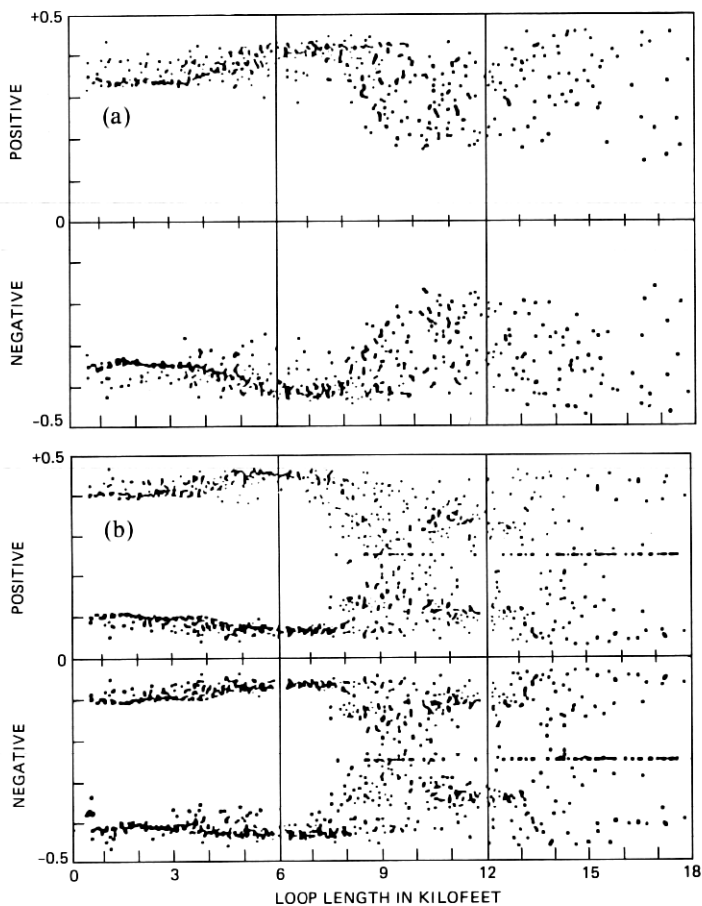 +0.5
POSITIVE
(a)
0
NEGATIVE
-0.5
+0.5
POSITIVE
(b)
0
NEGATIVE
-0.5
0 3 6 9 12 15 18
LOOP LENGTH IN KILOFEET